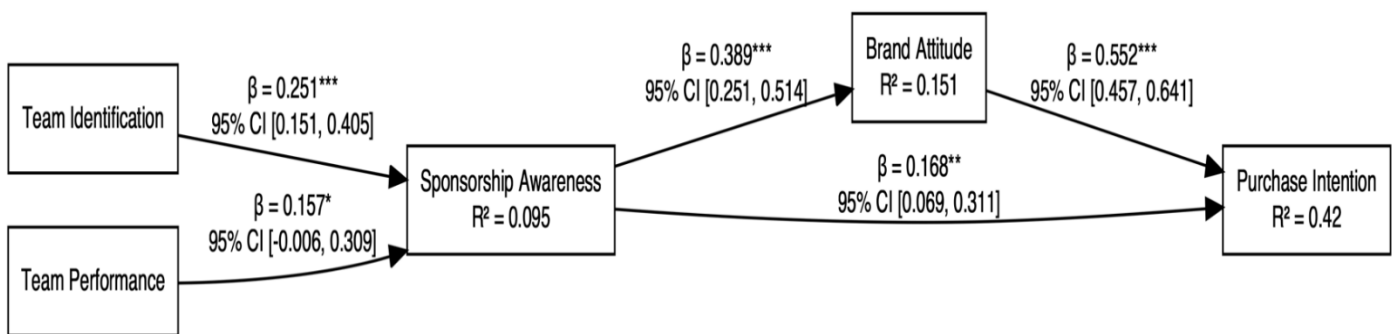 Team Identification
β = 0.251***
95% CI [0.151, 0.405]
Team Performance
β = 0.157*
95% CI [-0.006, 0.309]
Sponsorship Awareness
R² = 0.095
β = 0.389***
95% CI [0.251, 0.514]
Brand Attitude
R² = 0.151
β = 0.552***
95% CI [0.457, 0.641]
β = 0.168**
95% CI [0.069, 0.311]
Purchase Intention
R² = 0.42